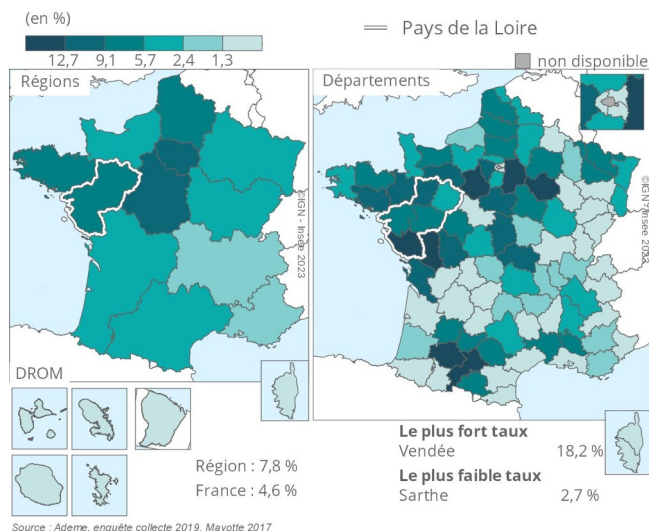 (en %)
12,7 9,1 5,7 2,4 1,3
Pays de la Loire
non disponible
Régions
Départements
©IGN - Insee 2023
©IGN - Insee 2023
DROM
Région : 7,8 %
France : 4,6 %
Le plus fort taux
Vendée 18,2 %
Le plus faible taux
Sarthe 2,7 %
Source : Ademe, enquête collecte 2019, Mayotte 2017